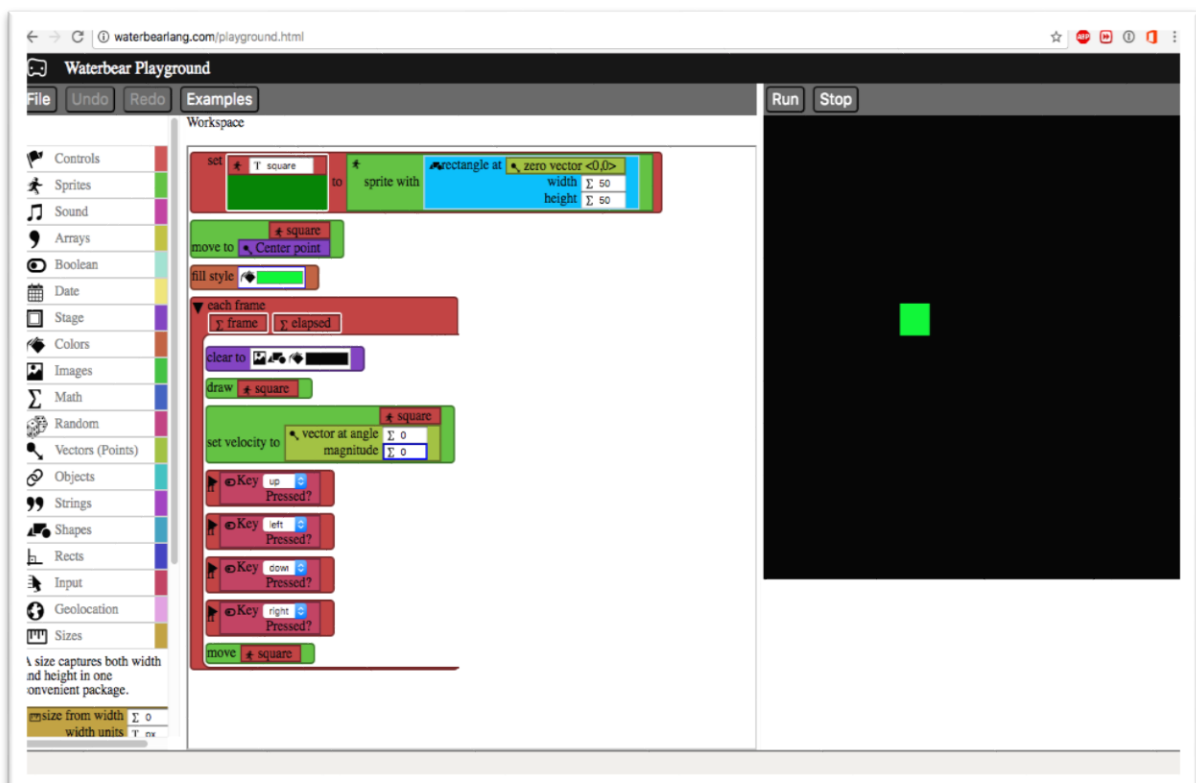 waterbearlang.com/playground.html
ABP
Waterbear Playground
File Undo Redo Examples Run Stop
Workspace
Controls
Sprites
Sound
Arrays
Boolean
Date
Stage
Colors
Images
Math
Random
Vectors (Points)
Objects
Strings
Shapes
Rects
Input
Geolocation
Sizes
A size captures both width
and height in one
convenient package.
size from width Σ 0
width units T px
set T square to sprite with rectangle at zero vector <0,0>
width Σ 50
height Σ 50
square
move to Center point
fill style
each frame
Σ frame Σ elapsed
clear to
draw square
square
set velocity to vector at angle Σ 0
magnitude Σ 0
Key up
Pressed?
Key left
Pressed?
Key dowi
Pressed?
Key right
Pressed?
move square